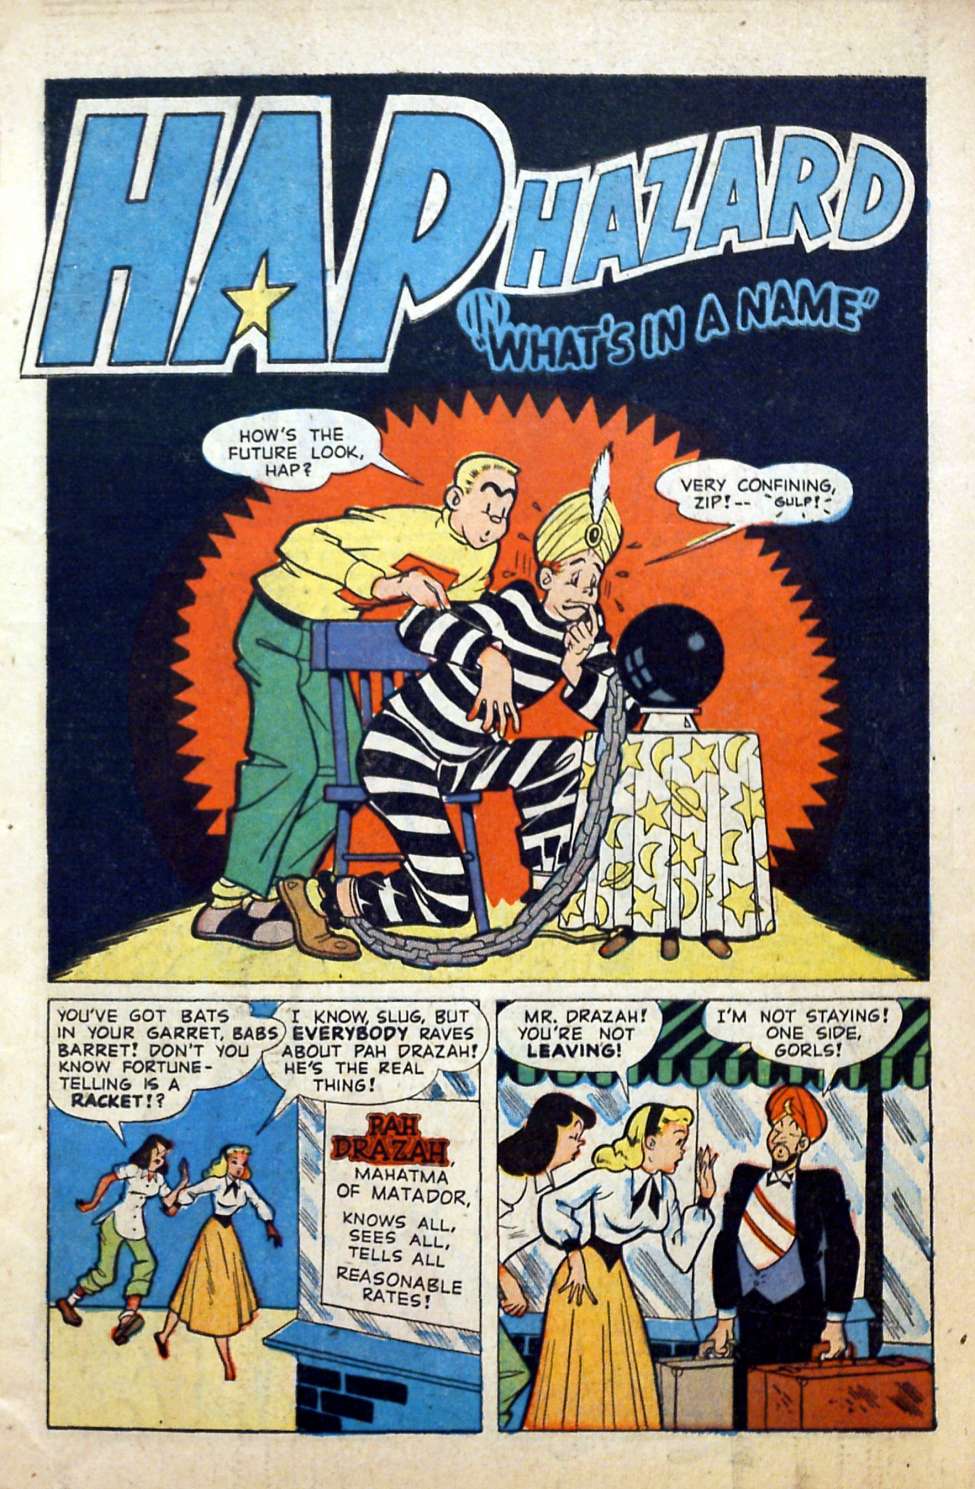 HAP HAZARD
IN
"WHAT'S IN A NAME"
HOW'S THE
FUTURE LOOK,
HAP?
VERY CONFINING,
ZIP!-- "GULP!"
YOU'VE GOT BATS
IN YOUR GARRET, BABS
BARRET! DON'T YOU
KNOW FORTUNE-
TELLING IS A
RACKET!?
I KNOW, SLUG, BUT
EVERYBODY RAVES
ABOUT PAH DRAZAH!
HE'S THE REAL
THING!
PAH
DRAZAH,
MAHATMA
OF MATADOR,
KNOWS ALL,
SEES ALL,
TELLS ALL
REASONABLE
RATES!
MR. DRAZAH!
YOU'RE NOT
LEAVING!
I'M NOT STAYING!
ONE SIDE,
GORLS!